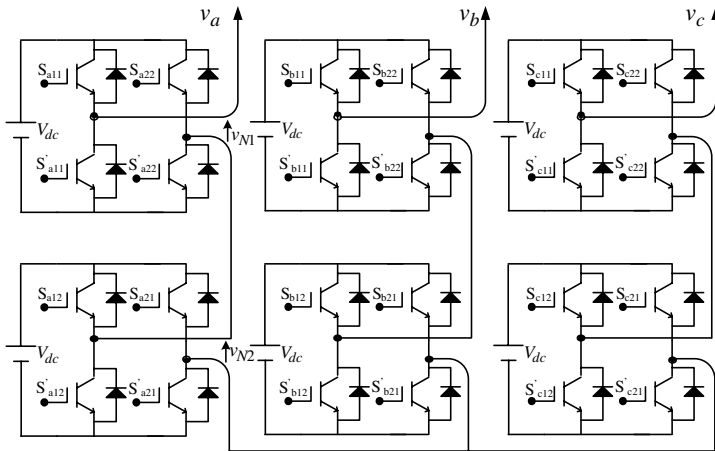 v_a v_b v_c
S_a11 S_a22 S_b11 S_b22 S_c11 S_c22
V_dc v_N1 V_dc V_dc
S'_a11 S'_a22 S'_b11 S'_b22 S'_c11 S'_c22
S_a12 S_a21 S_b12 S_b21 S_c12 S_c21
V_dc v_N2 V_dc V_dc
S'_a12 S'_a21 S'_b12 S'_b21 S'_c12 S'_c21